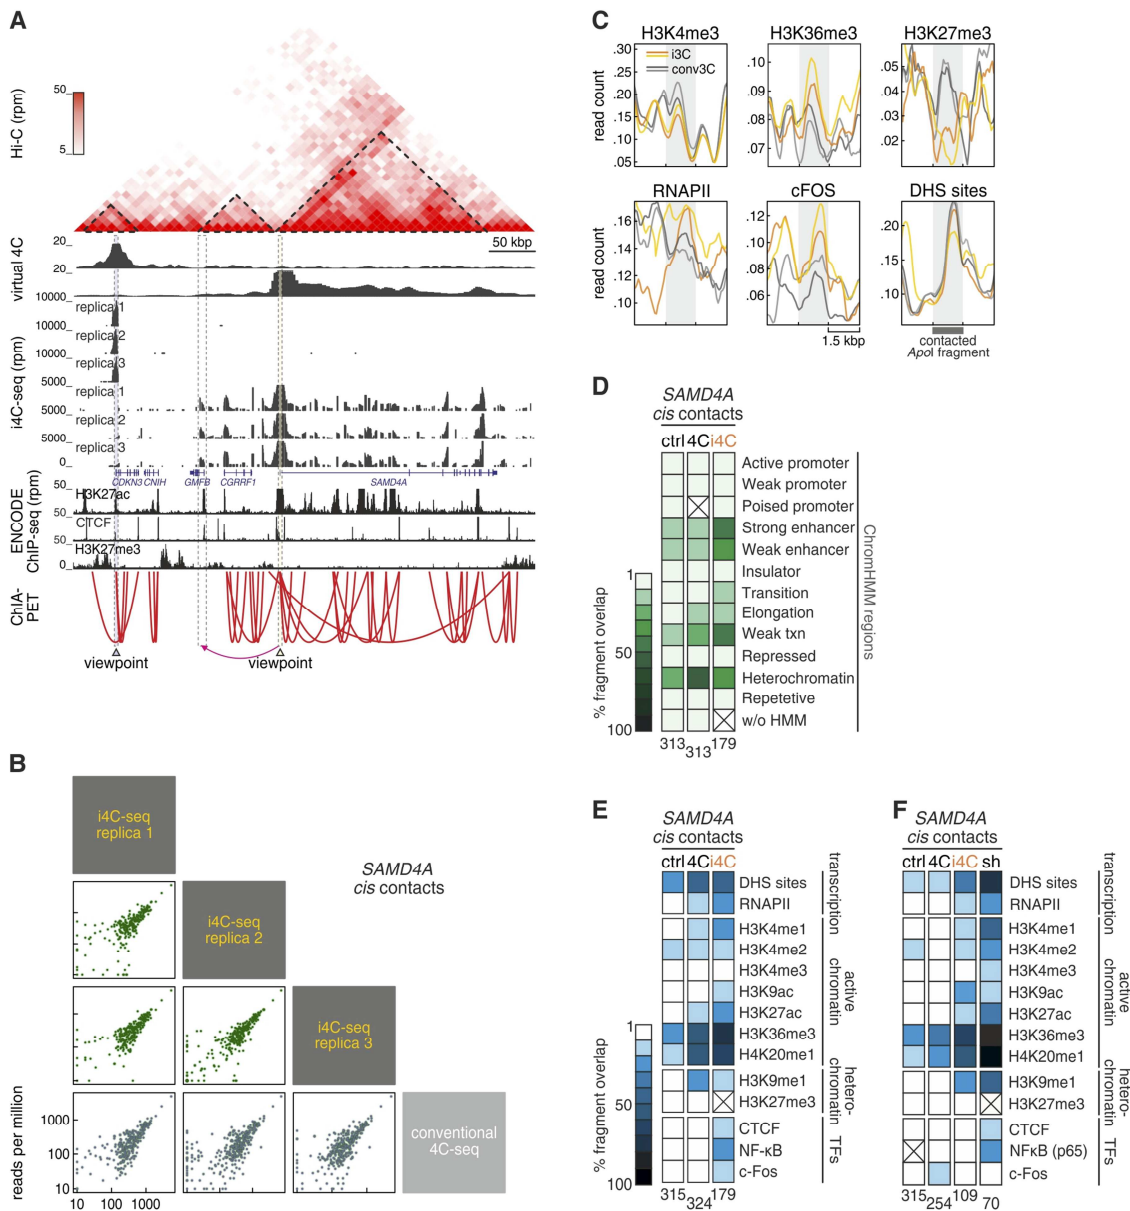 A
Hi-C (rpm)
50
5
50 kbp
virtual 4C
20
20
i4C-seq (rpm)
10000
replica 1
10000
replica 2
10000
replica 3
5000
replica 1
5000
replica 2
5000
replica 3
0
CDKN3 CNIH GMFB CGRRF1 SAMD4A
ENCODE
ChIP-seq (rpm)
H3K27ac
50
CTCF
50
H3K27me3
0
ChIA-
PET
viewpoint viewpoint
B
i4C-seq
replica 1
SAMD4A
cis contacts
i4C-seq
replica 2
i4C-seq
replica 3
conventional
4C-seq
reads per million
1000
100
10
10 100 1000
C
H3K4me3 H3K36me3 H3K27me3
i3C
conv3C
read count
.30
.25
.20
.15
.10
.05
.10
.09
.08
.07
.05
.04
.03
.02
.01
RNAPII cFOS DHS sites
read count
.16
.14
.12
.10
.12
.10
.08
.06
.20
.15
.10
1.5 kbp
contacted
ApoI fragment
D
SAMD4A
cis contacts
ctrl 4C i4C
Active promoter
Weak promoter
Poised promoter
Strong enhancer
Weak enhancer
Insulator
Transition
Elongation
Weak txn
Repressed
Heterochromatin
Repetetive
w/o HMM
ChromHMM regions
% fragment overlap
1
50
100
313 313 179
E
SAMD4A
cis contacts
ctrl 4C i4C
DHS sites
RNAPII
H3K4me1
H3K4me2
H3K4me3
H3K9ac
H3K27ac
H3K36me3
H4K20me1
H3K9me1
H3K27me3
CTCF
NF-κB
c-Fos
transcription
active
chromatin
hetero-
chromatin
TFs
% fragment overlap
1
50
100
315 324 179
F
SAMD4A
cis contacts
ctrl 4C i4C sh
DHS sites
RNAPII
H3K4me1
H3K4me2
H3K4me3
H3K9ac
H3K27ac
H3K36me3
H4K20me1
H3K9me1
H3K27me3
CTCF
NFκB (p65)
c-Fos
transcription
active
chromatin
hetero-
chromatin
TFs
315 254 109 70